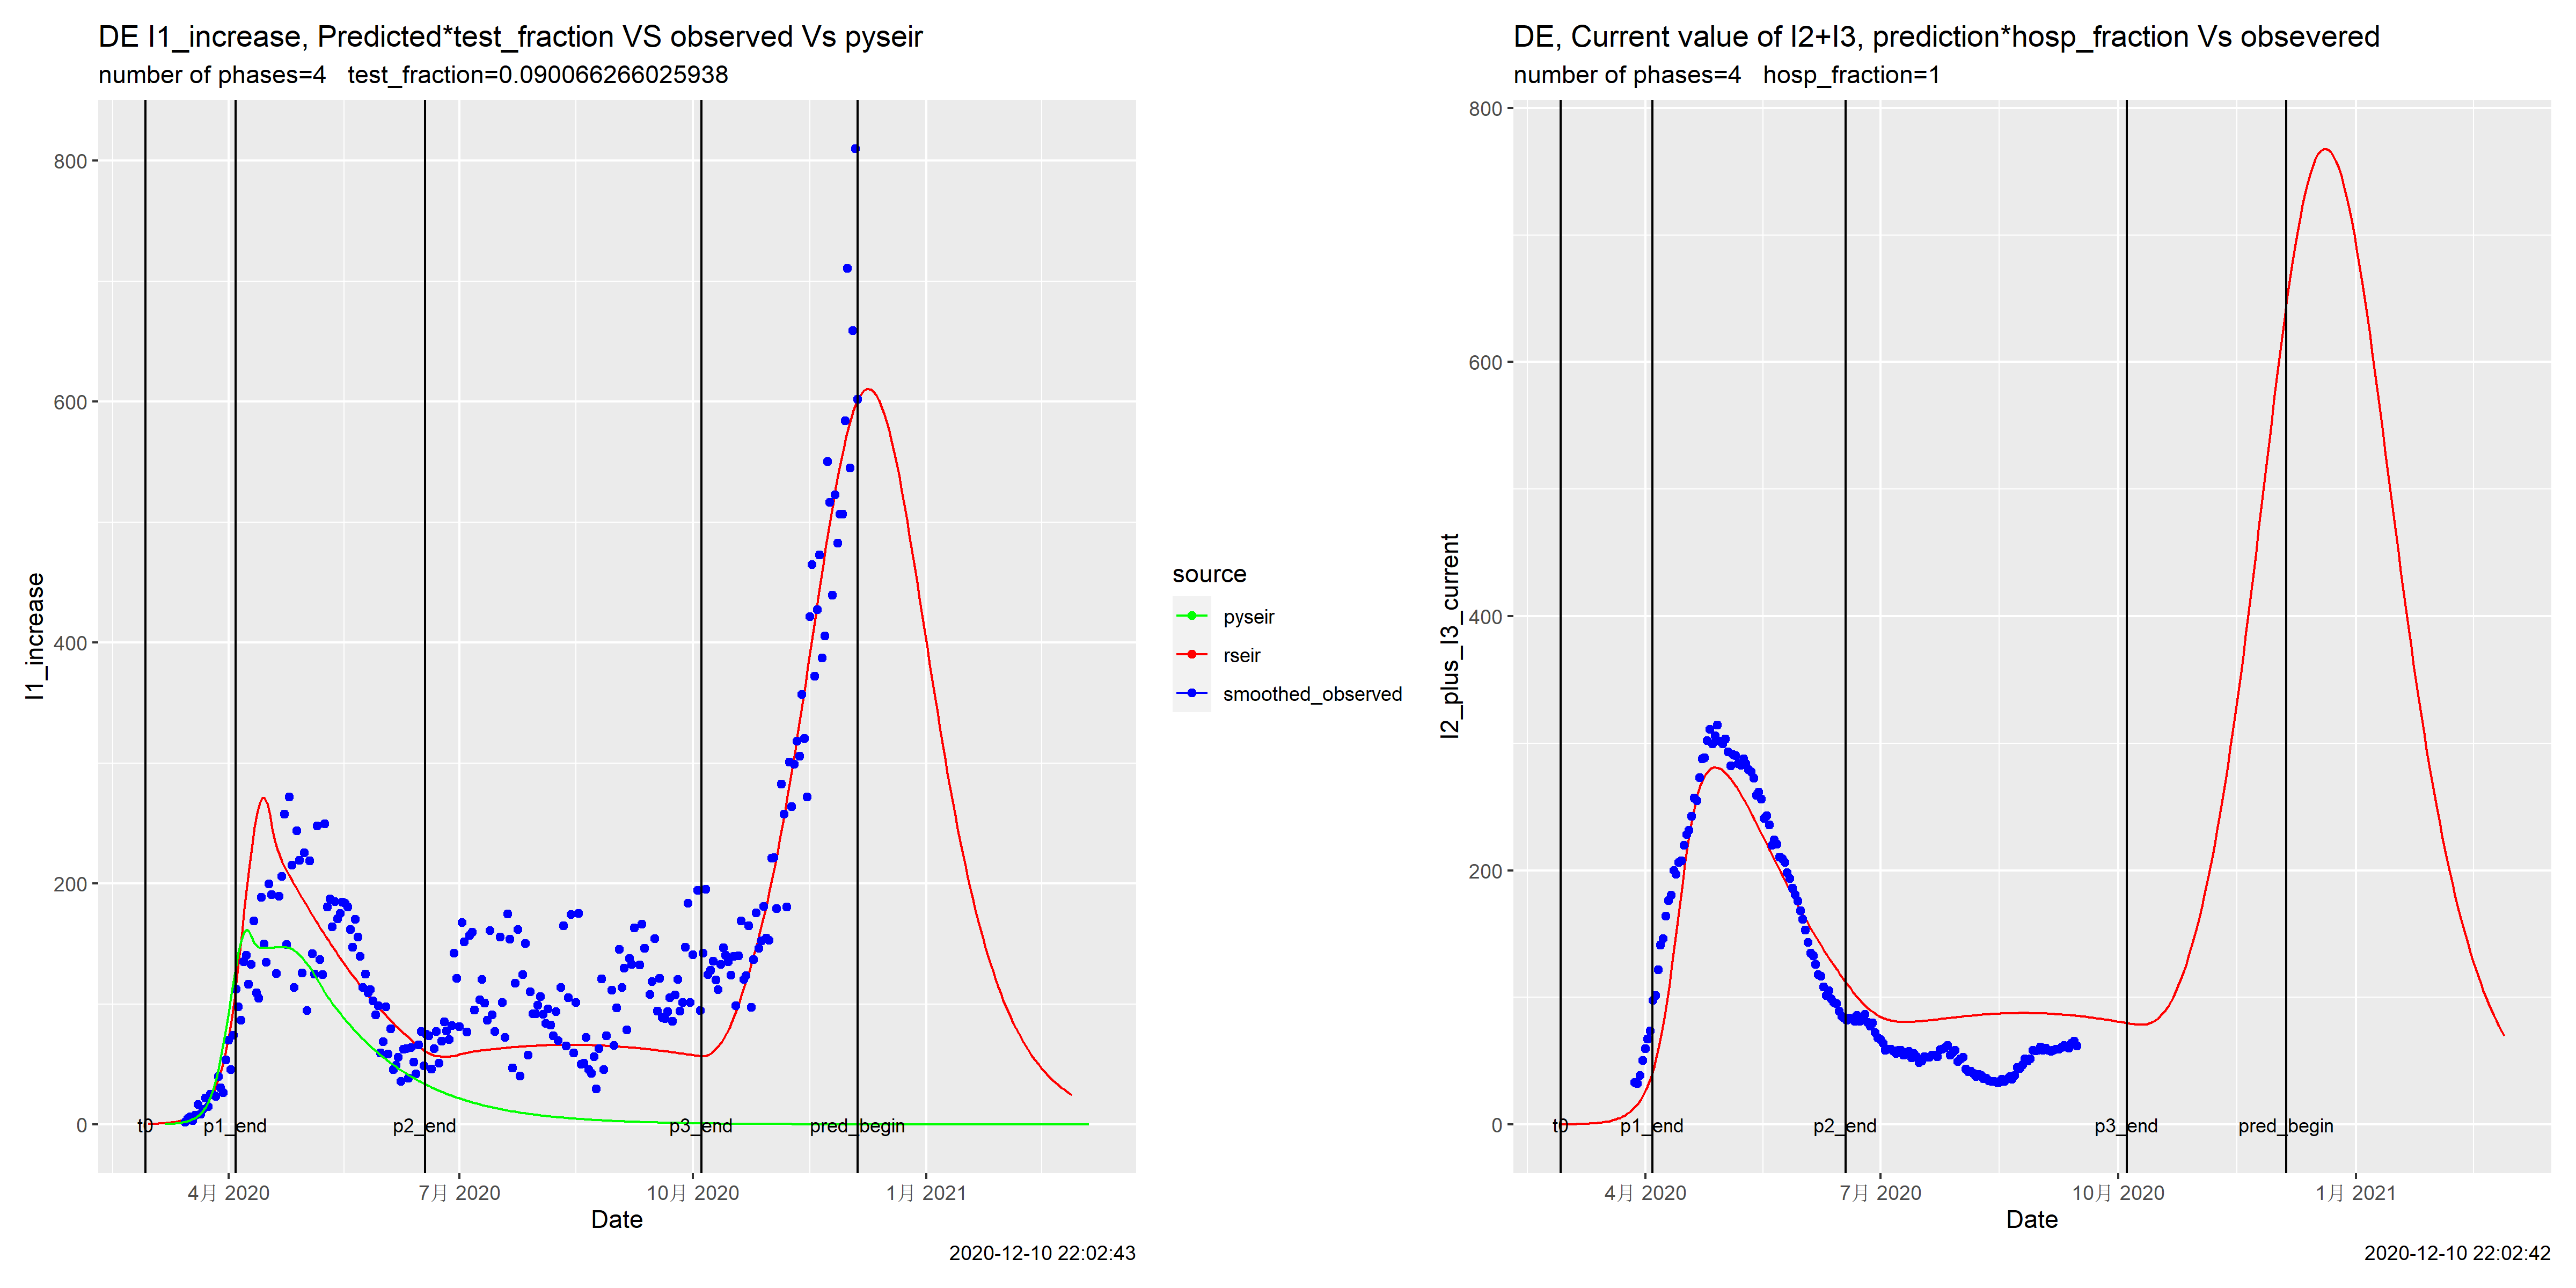 DE I1_increase, Predicted*test_fraction VS observed Vs pyseir
number of phases=4   test_fraction=0.090066266025938
800
600
400
200
0
I1_increase
t0
p1_end
p2_end
p3_end
pred_begin
4月 2020
7月 2020
10月 2020
1月 2021
Date
2020-12-10 22:02:43
source
pyseir
rseir
smoothed_observed
DE, Current value of I2+I3, prediction*hosp_fraction Vs obsevered
number of phases=4   hosp_fraction=1
800
600
400
200
0
I2_plus_I3_current
t0
p1_end
p2_end
p3_end
pred_begin
4月 2020
7月 2020
10月 2020
1月 2021
Date
2020-12-10 22:02:42